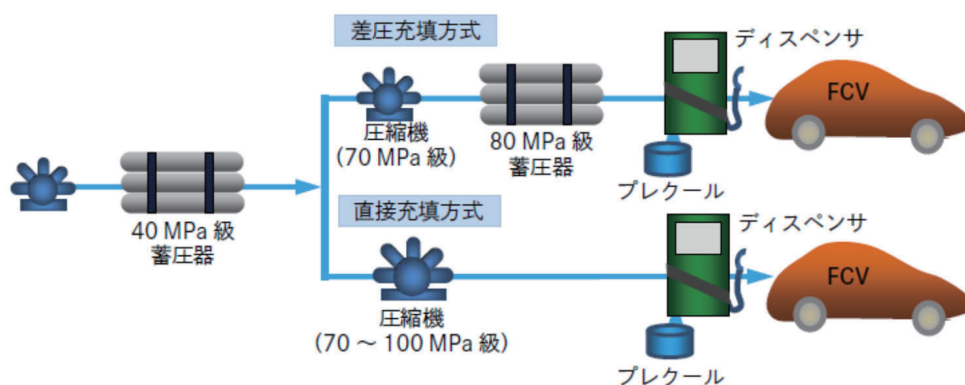 差圧充填方式
ディスペンサ
FCV
圧縮機
(70 MPa 級)
80 MPa 級
蓄圧器
プレクール
40 MPa 級
蓄圧器
直接充填方式
ディスペンサ
FCV
圧縮機
(70 ～ 100 MPa 級)
プレクール